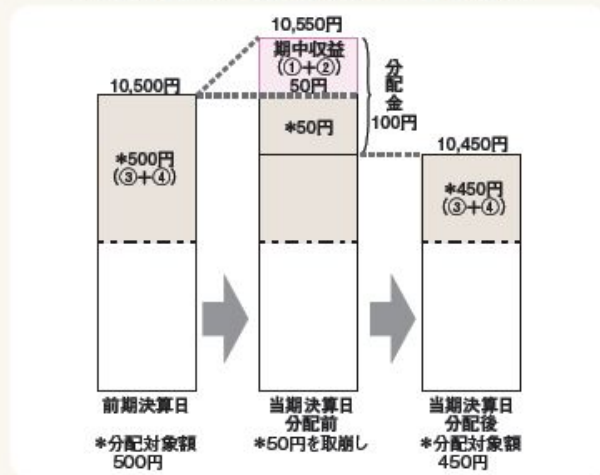 10,550円
期中収益
(①+②)
50円
10,500円
分配金
100円
*50円
*500円
(③+④)
10,450円
*450円
(③+④)
前期決算日
*分配対象額
500円
当期決算日
分配前
*50円を取崩し
当期決算日
分配後
*分配対象額
450円